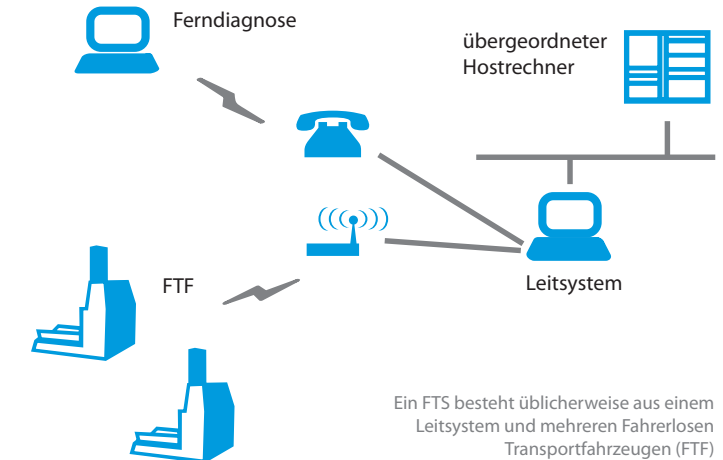 Ferndiagnose
übergeordneter
Hostrechner
FTF
Leitsystem
Ein FTS besteht üblicherweise aus einem
Leitsystem und mehreren Fahrerlosen
Transportfahrzeugen (FTF)